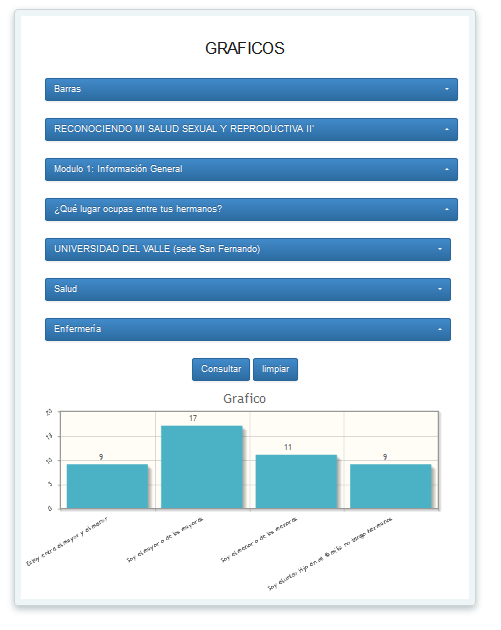 GRAFICOS
Barras
RECONOCIENDO MI SALUD SEXUAL Y REPRODUCTIVA II'
Modulo 1: Información General
¿Qué lugar ocupas entre tus hermanos?
UNIVERSIDAD DEL VALLE (sede San Fernando)
Salud
Enfermería
Consultar limpiar
Grafico
20
15
10
5
0
9
17
11
9
Estoy entre el mayor y el menor
Soy el mayor o de los mayores
Soy el menor o de los menores
Soy el único Hijo en mi familia no tengo hermanos